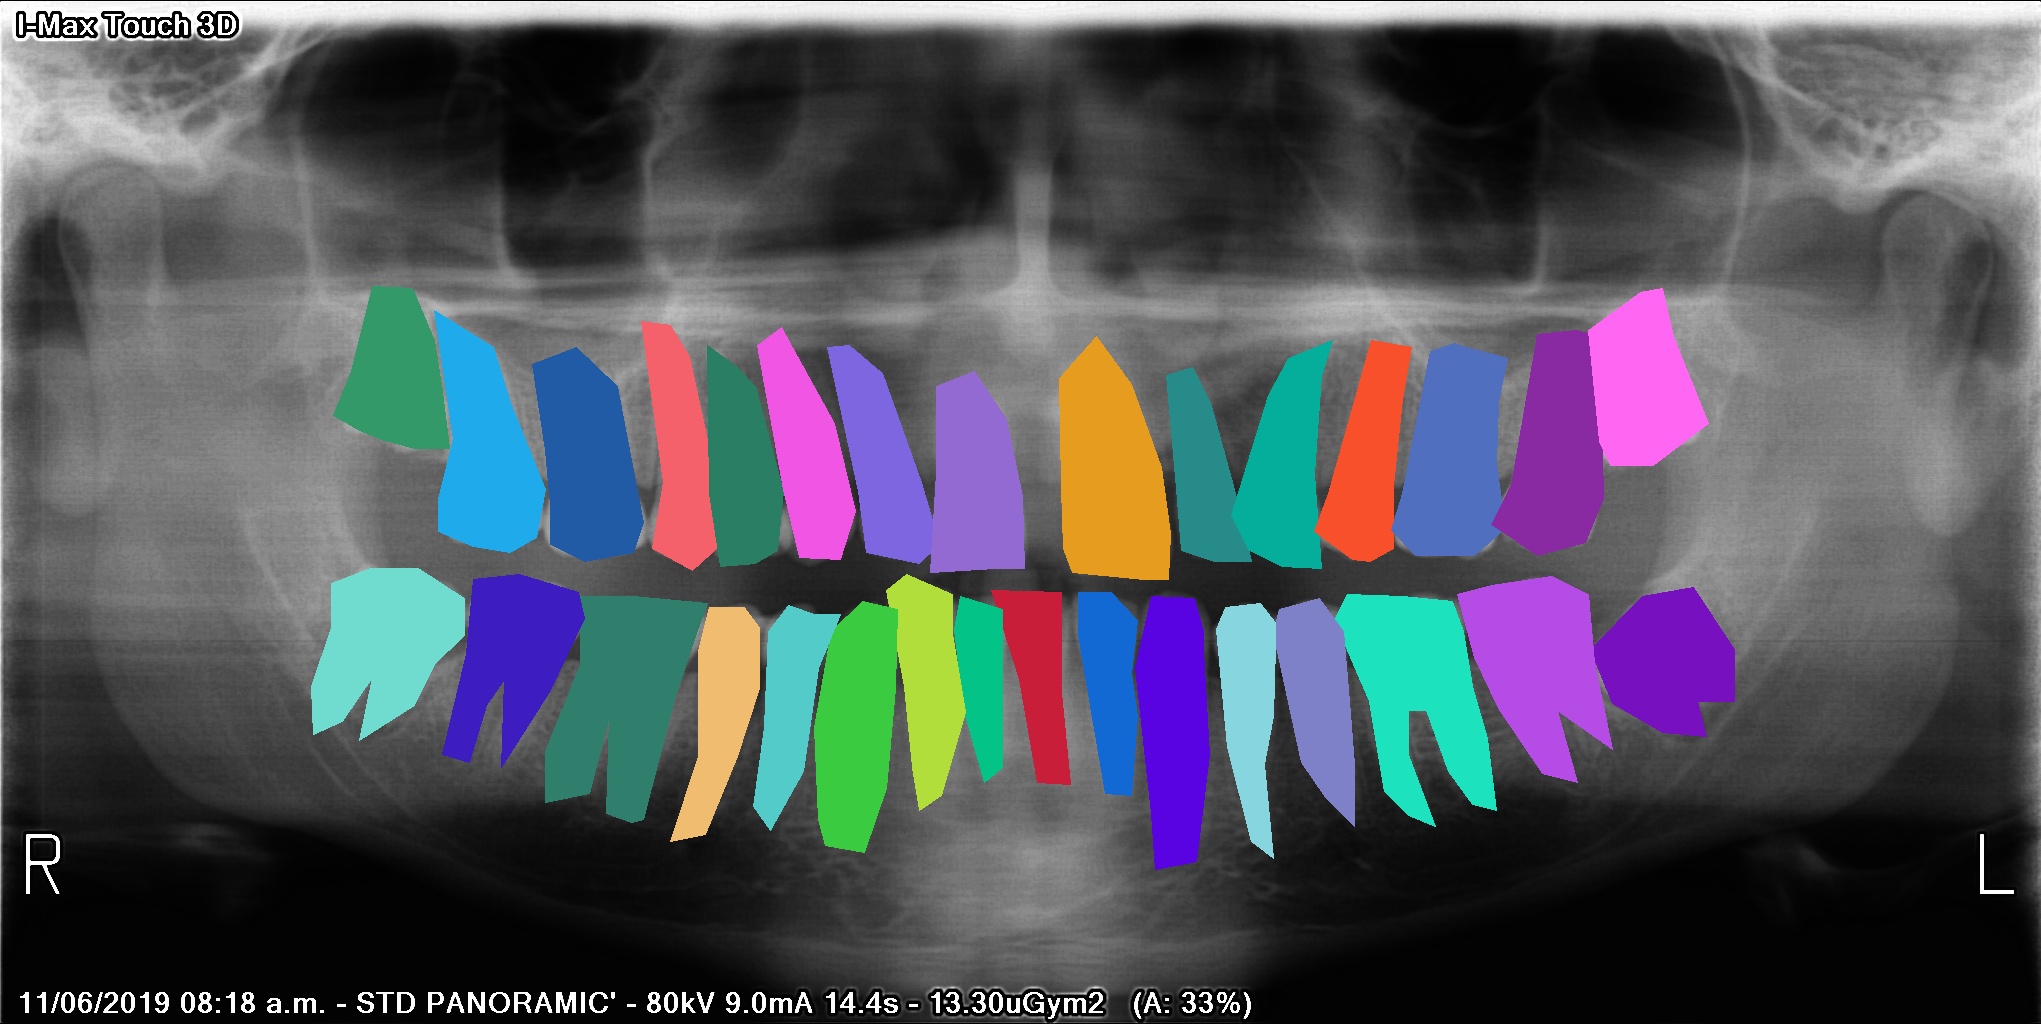 I-Max Touch 3D
R
L
11/06/2019 08:18 a.m. - STD PANORAMIC' - 80kV 9.0mA 14.4s - 13.30uGym2 (A: 33%)